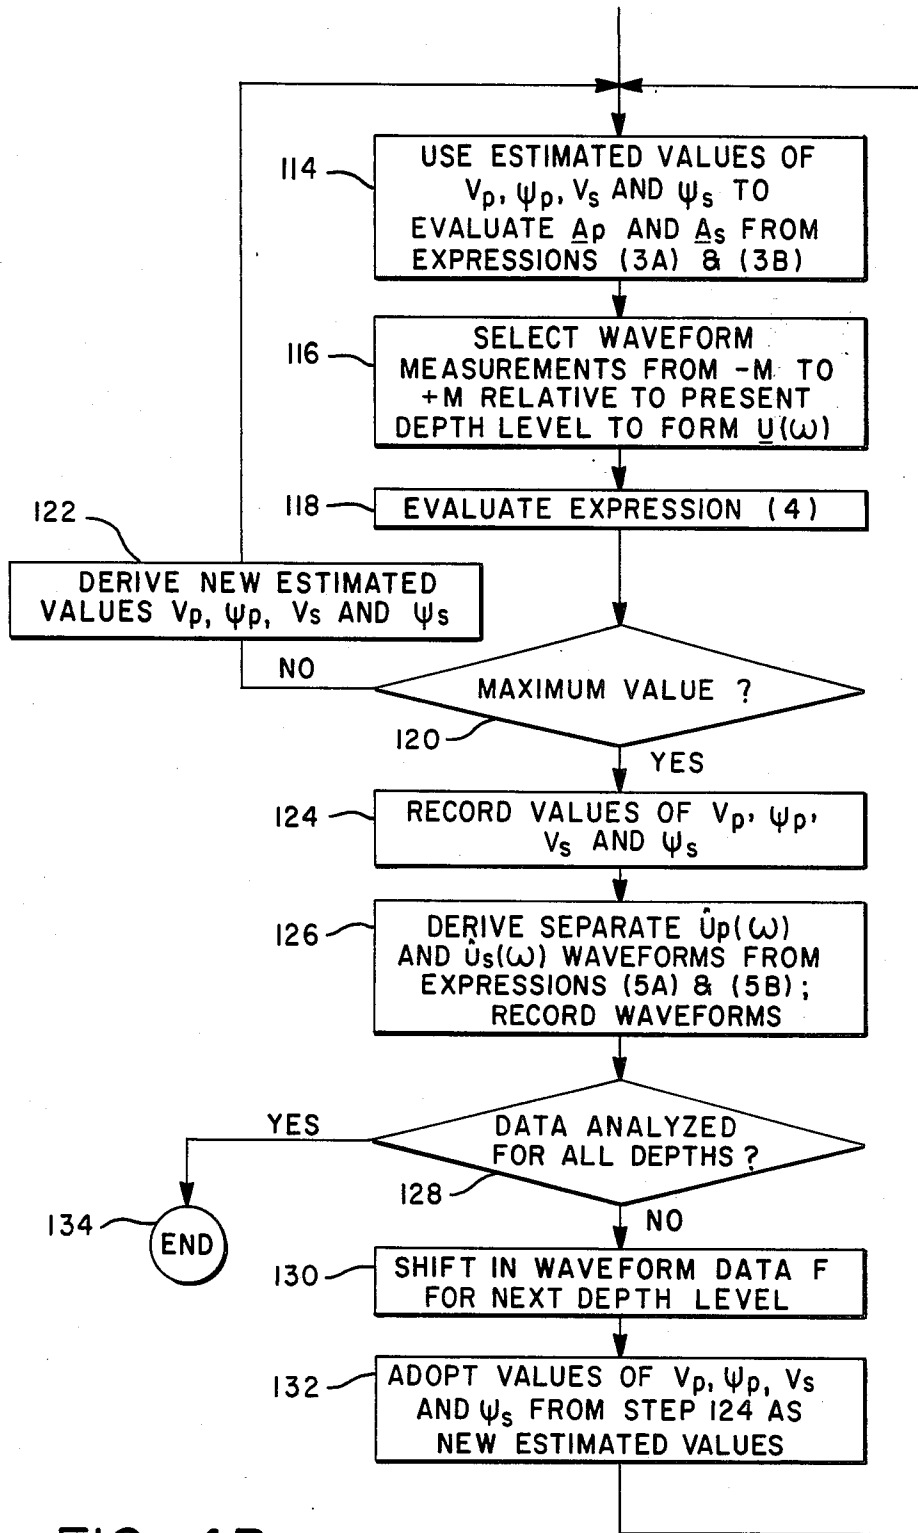 114
USE ESTIMATED VALUES OF
Vp, ψp, Vs AND ψs TO
EVALUATE A̲p AND A̲s FROM
EXPRESSIONS (3A) & (3B)
116
SELECT WAVEFORM
MEASUREMENTS FROM -M TO
+M RELATIVE TO PRESENT
DEPTH LEVEL TO FORM U̲(ω)
118
EVALUATE EXPRESSION (4)
122
DERIVE NEW ESTIMATED
VALUES Vp, ψp, Vs AND ψs
NO
MAXIMUM VALUE ?
120
YES
124
RECORD VALUES OF Vp, ψp,
Vs AND ψs
126
DERIVE SEPARATE Ûp(ω)
AND Ûs(ω) WAVEFORMS FROM
EXPRESSIONS (5A) & (5B);
RECORD WAVEFORMS
YES
DATA ANALYZED
FOR ALL DEPTHS?
128
134
END
NO
130
SHIFT IN WAVEFORM DATA F
FOR NEXT DEPTH LEVEL
132
ADOPT VALUES OF Vp, ψp, Vs
AND ψs FROM STEP 124 AS
NEW ESTIMATED VALUES